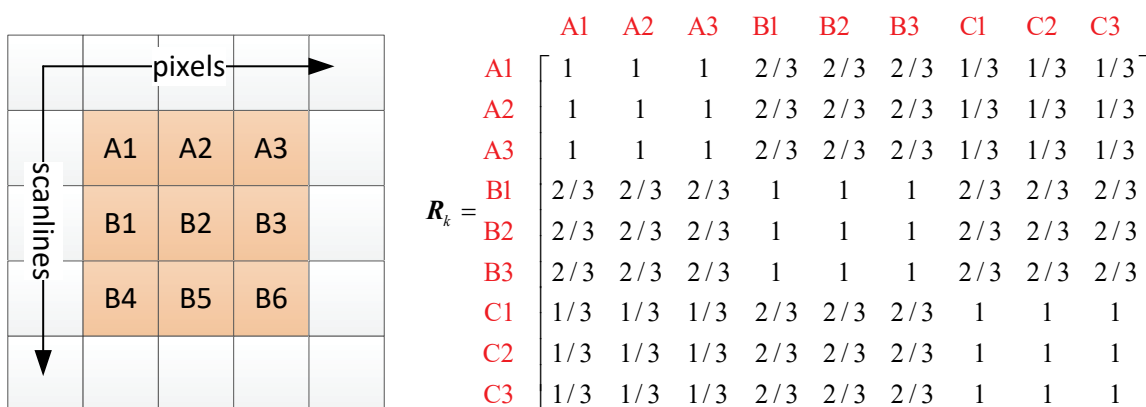 pixels
scanlines
A1 A2 A3
B1 B2 B3
B4 B5 B6
A1 A2 A3 B1 B2 B3 C1 C2 C3
A1 1 1 1 2/3 2/3 2/3 1/3 1/3 1/3
A2 1 1 1 2/3 2/3 2/3 1/3 1/3 1/3
A3 1 1 1 2/3 2/3 2/3 1/3 1/3 1/3
B1 2/3 2/3 2/3 1 1 1 2/3 2/3 2/3
R_k = B2 2/3 2/3 2/3 1 1 1 2/3 2/3 2/3
B3 2/3 2/3 2/3 1 1 1 2/3 2/3 2/3
C1 1/3 1/3 1/3 2/3 2/3 2/3 1 1 1
C2 1/3 1/3 1/3 2/3 2/3 2/3 1 1 1
C3 1/3 1/3 1/3 2/3 2/3 2/3 1 1 1